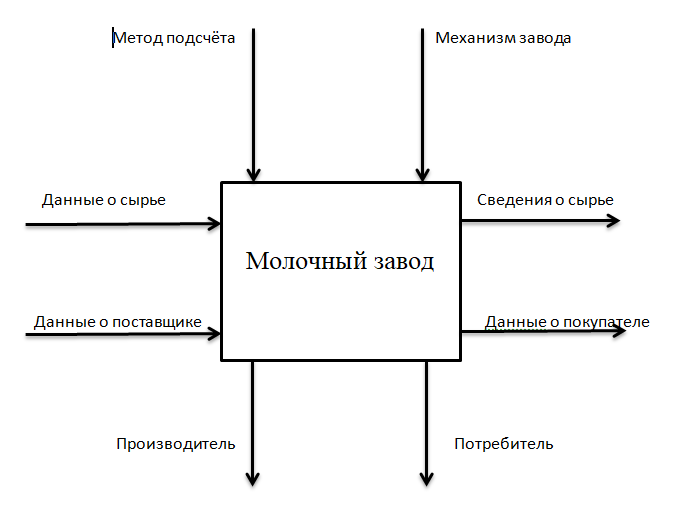 Метод подсчёта
Механизм завода
Данные о сырье
Сведения о сырье
Молочный завод
Данные о поставщике
Данные о покупателе
Производитель
Потребитель